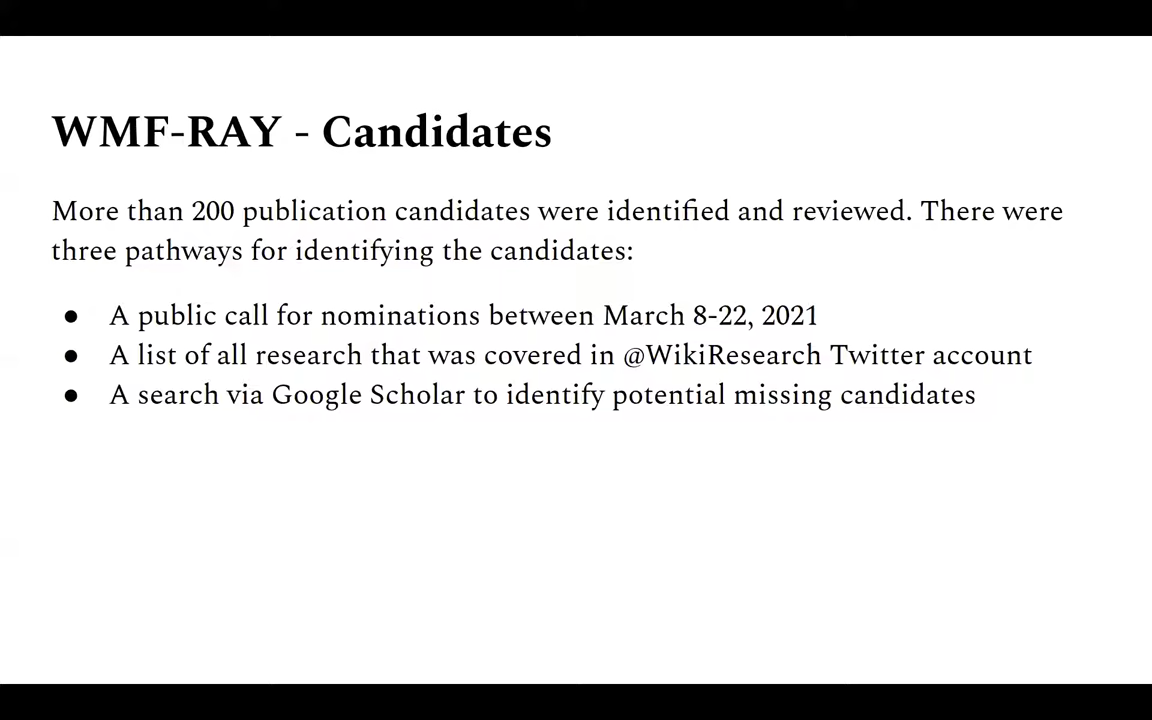 WMF-RAY - Candidates
More than 200 publication candidates were identified and reviewed. There were
three pathways for identifying the candidates:
● A public call for nominations between March 8-22, 2021
● A list of all research that was covered in @WikiResearch Twitter account
● A search via Google Scholar to identify potential missing candidates